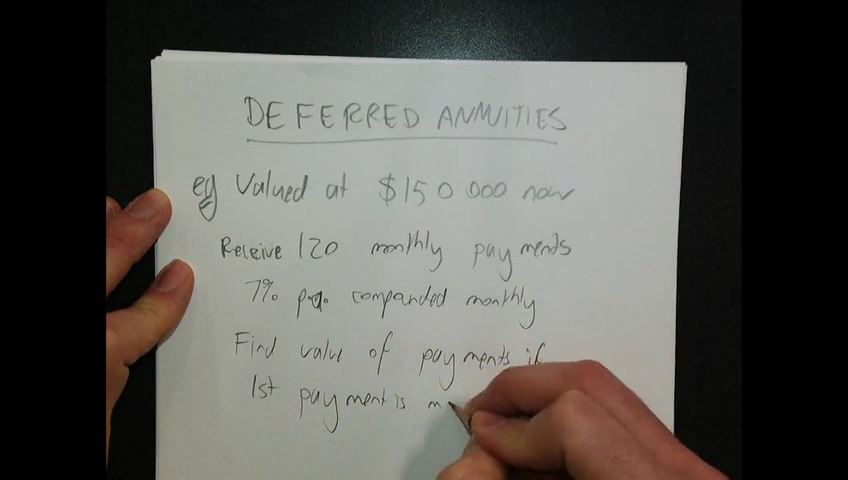 DEFERRED ANNUITIES
eg Valued at $150 000 now
Receive 120 monthly payments
7% p.a. compounded monthly
Find value of payments if
1st payment is m